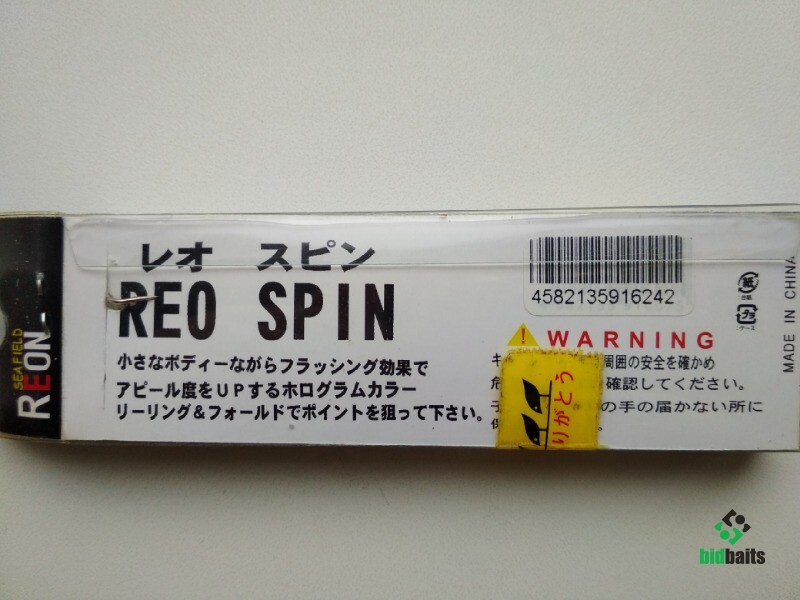 SEAFIELD
REON
レオ スピン
REO SPIN
小さなボディーながらフラッシング効果で
アピール度をUPするホログラムカラー
リーリング&フォールドでポイントを狙って下さい。
4582135916242
WARNING
周囲の安全を確かめ
確認してください。
の手の届かない所に
りがとう
紙
プラ
MADE IN CHINA
bidbaits